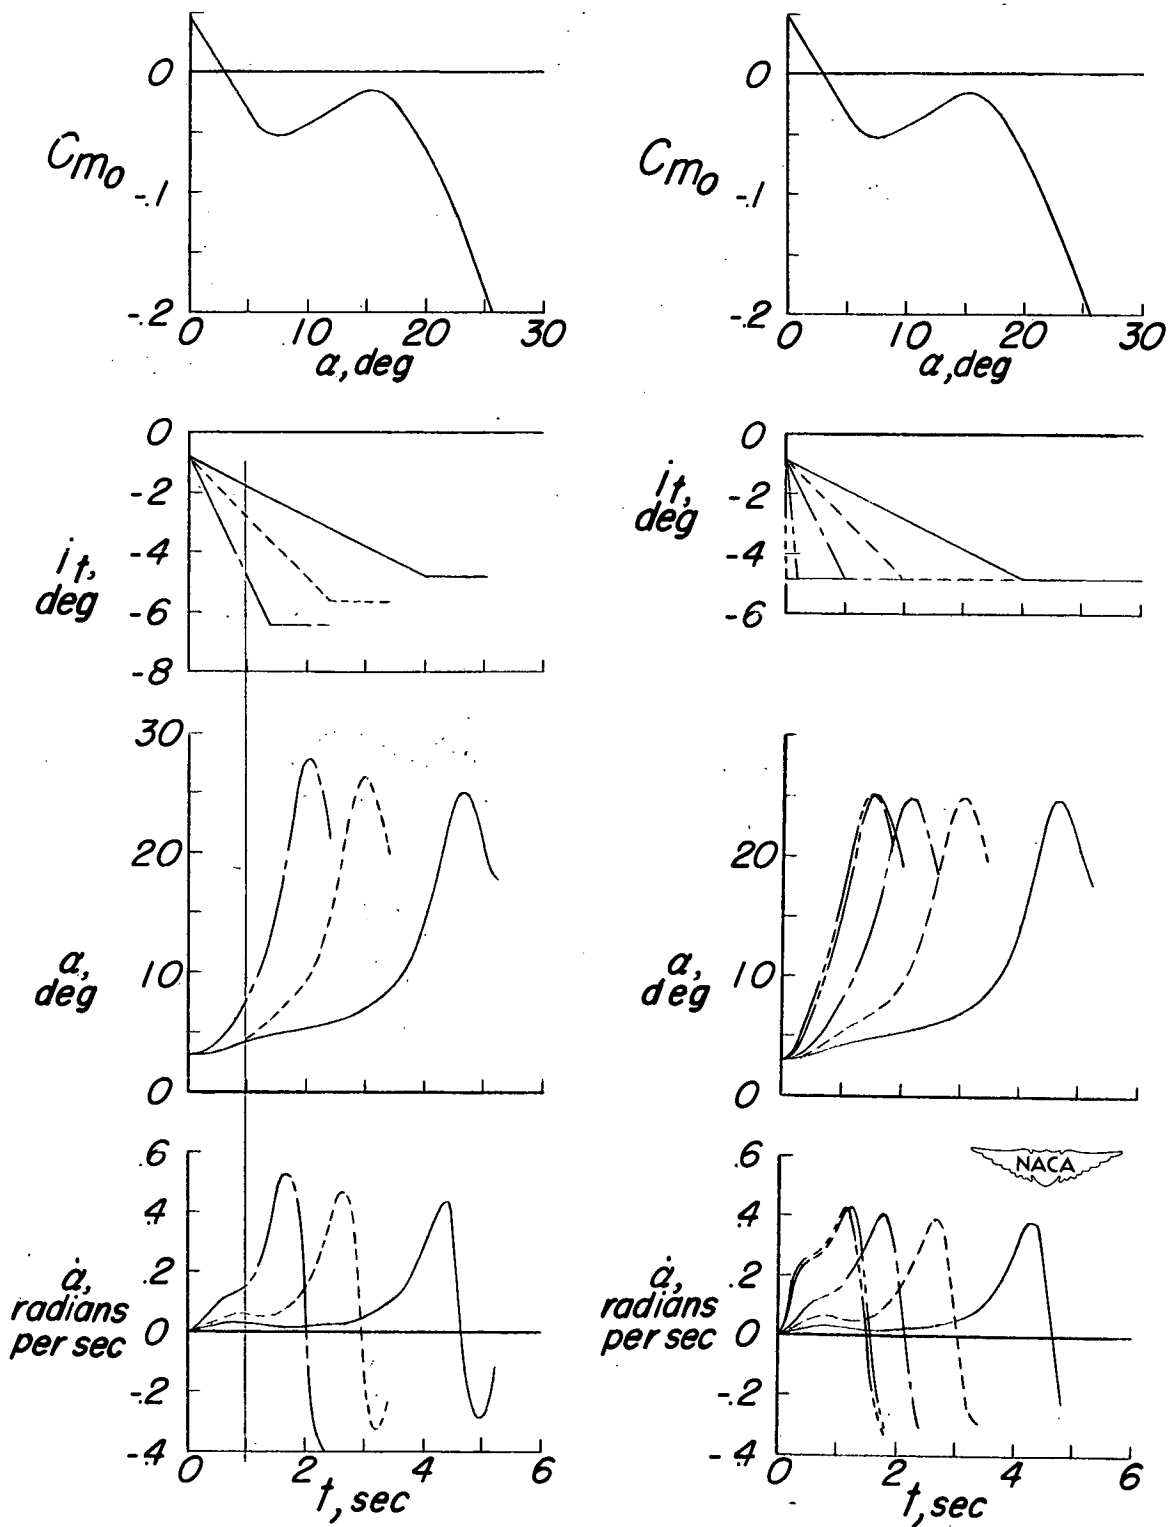 0
-.1
-.2
Cmo
0 10 20 30
α, deg
0
-.1
-.2
Cmo
0 10 20 30
α, deg
0
-2
-4
-6
-8
it,
deg
0
-2
-4
-6
it,
deg
30
20
10
0
α,
deg
20
10
0
α,
deg
.6
.4
.2
0
-.2
-.4
α̇,
radians
per sec
0 2 4 6
t, sec
NACA
.6
.4
.2
0
-.2
-.4
α̇,
radians
per sec
0 2 4 6
t, sec